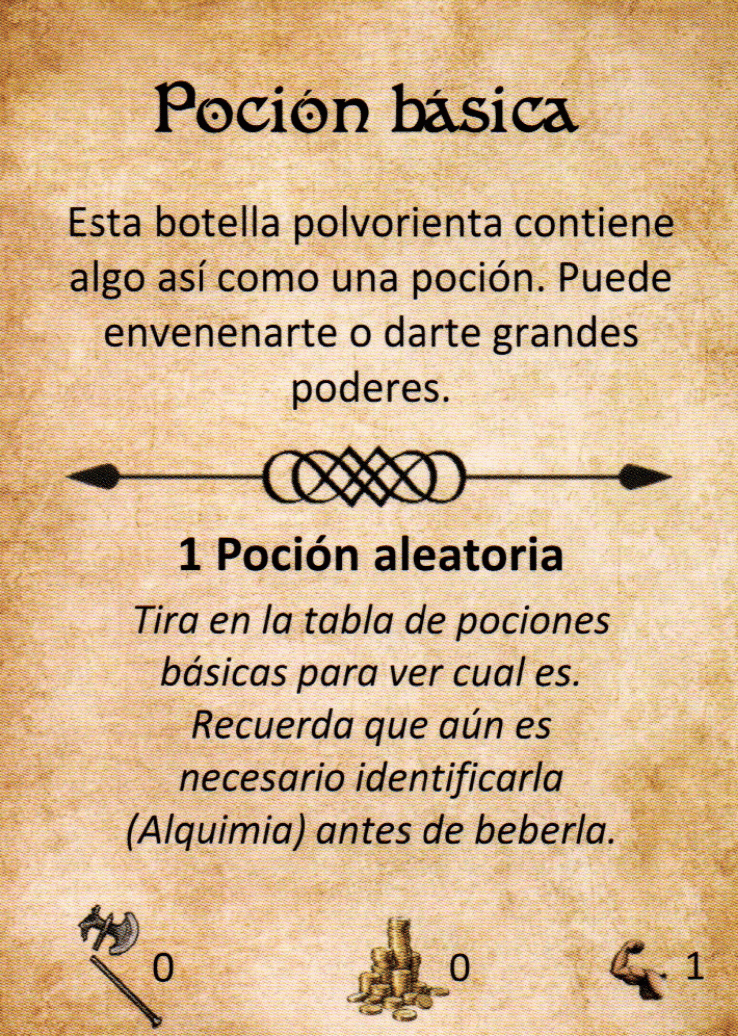 Poción básica
Esta botella polvorienta contiene
algo así como una poción. Puede
envenenarte o darte grandes
poderes.
1 Poción aleatoria
Tira en la tabla de pociones
básicas para ver cual es.
Recuerda que aún es
necesario identificarla
(Alquimia) antes de beberla.
0 0 1